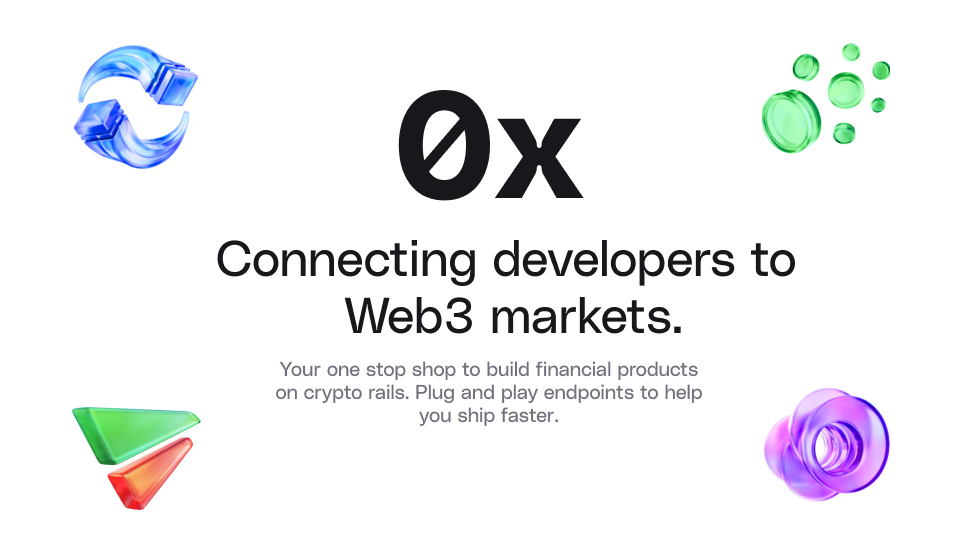 0x
Connecting developers to
Web3 markets.
Your one stop shop to build financial products
on crypto rails. Plug and play endpoints to help
you ship faster.